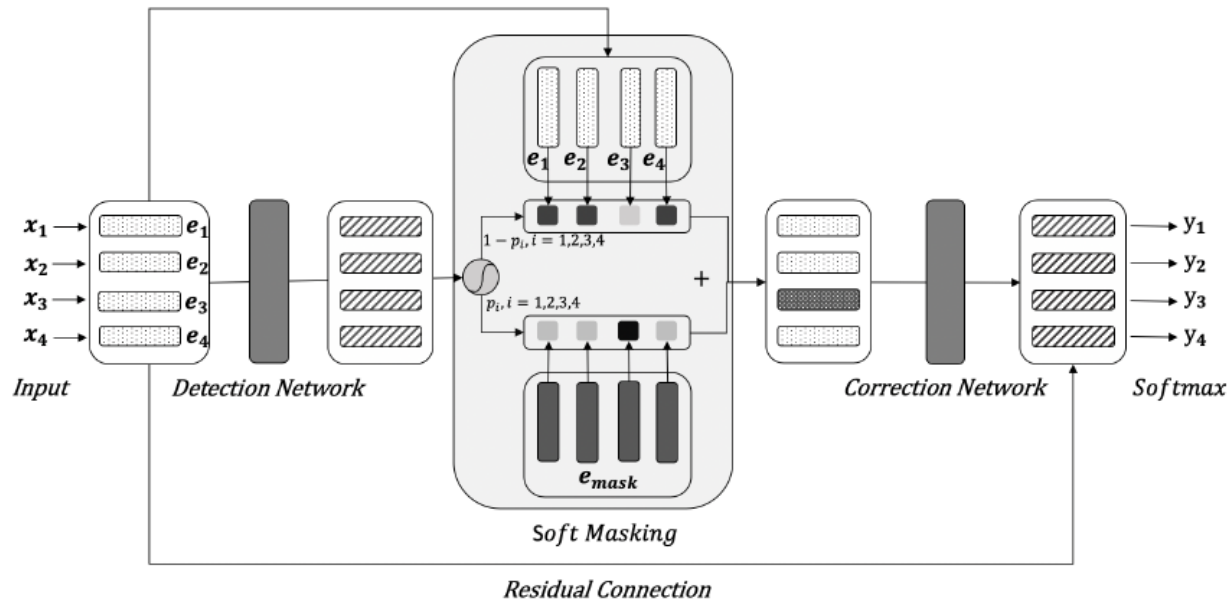 e₁ e₂ e₃ e₄
x₁ e₁
x₂ e₂
x₃ e₃
x₄ e₄
1 − pᵢ, i = 1,2,3,4
pᵢ, i = 1,2,3,4
+
y₁
y₂
y₃
y₄
Input
Detection Network
Correction Network
Softmax
e_mask
Soft Masking
Residual Connection